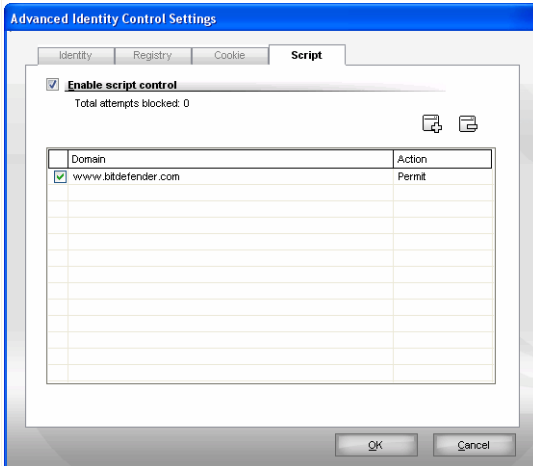 Advanced Identity Control Settings
Identity Registry Cookie Script
Enable script control
Total attempts blocked: 0
Domain Action
www.bitdefender.com Permit
OK Cancel